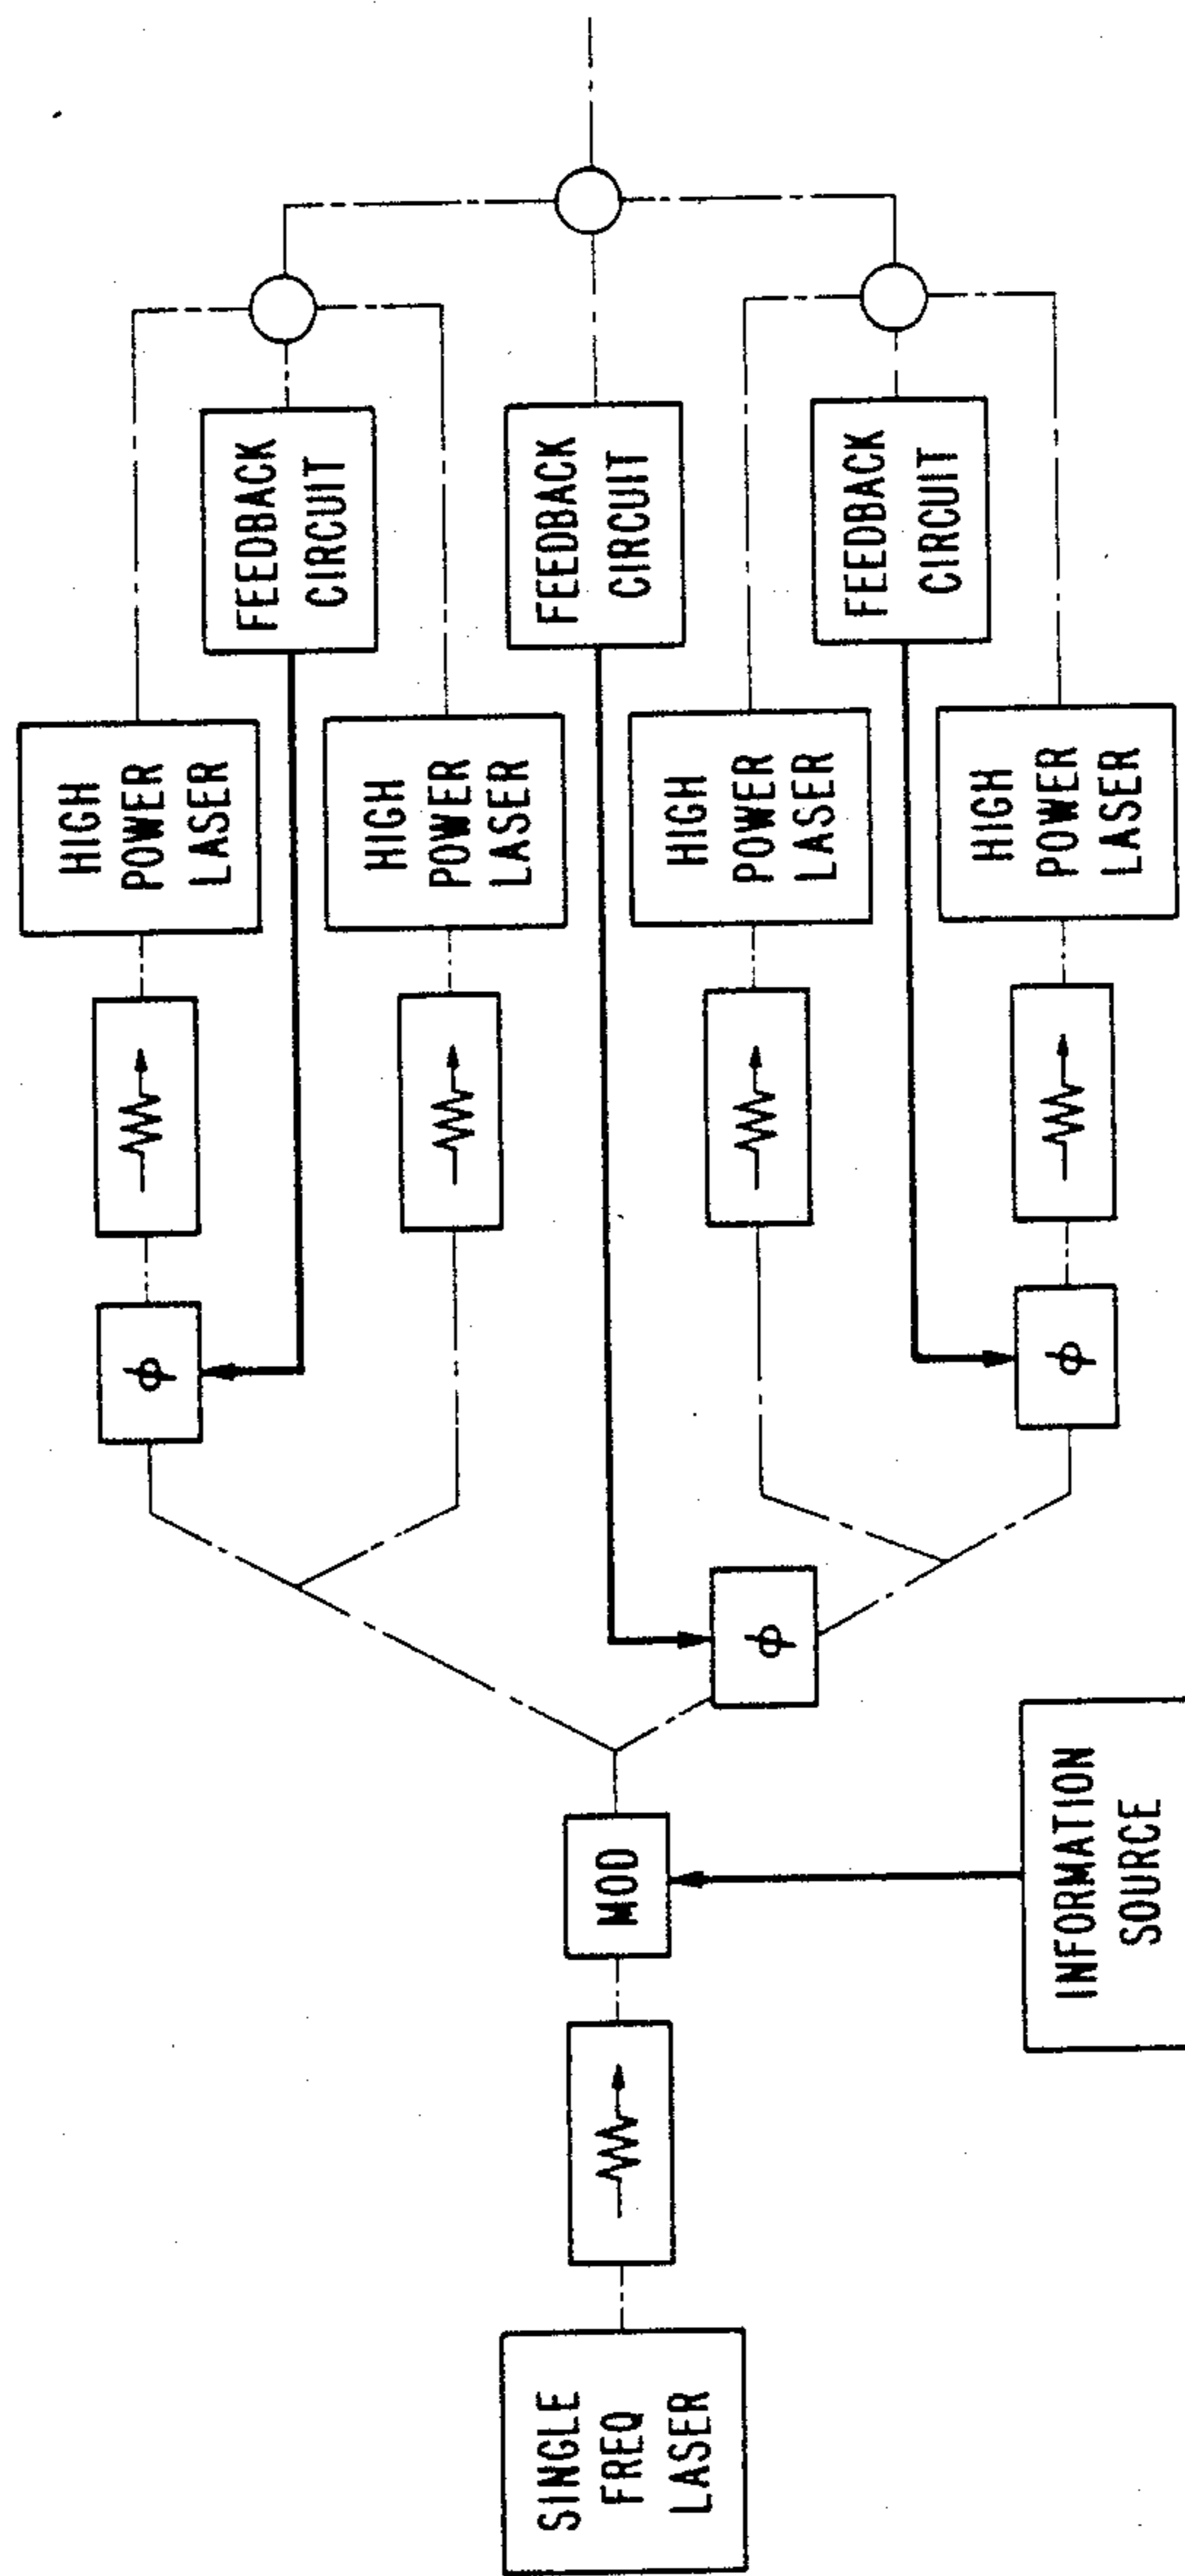 SINGLE
FREQ
LASER
MOD
INFORMATION
SOURCE
ϕ
ϕ
ϕ
HIGH
POWER
LASER
HIGH
POWER
LASER
HIGH
POWER
LASER
HIGH
POWER
LASER
FEEDBACK
CIRCUIT
FEEDBACK
CIRCUIT
FEEDBACK
CIRCUIT